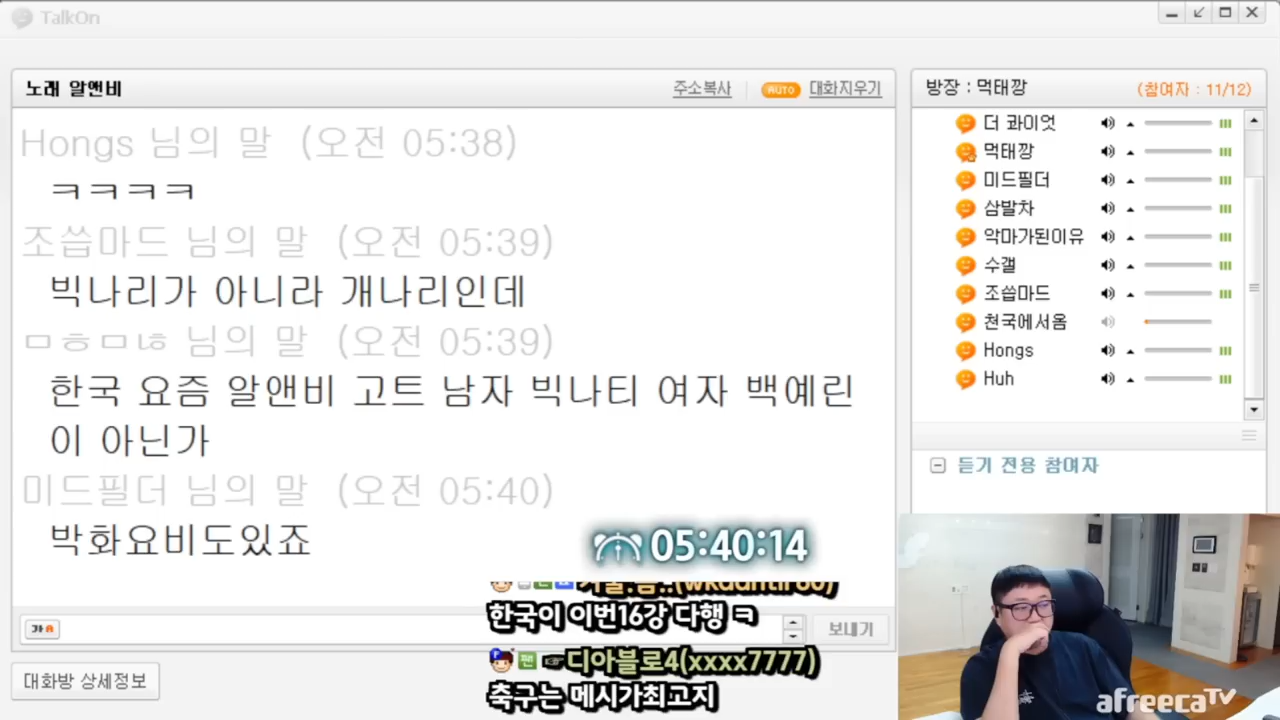 TalkOn
노래 알앤비
주소복사
AUTO
대화지우기
Hongs 님의 말 (오전 05:38)
ㅋㅋㅋㅋ
조씁마드 님의 말 (오전 05:39)
빅나리가 아니라 개나리인데
ㅁㅎㅁㄶ 님의 말 (오전 05:39)
한국 요즘 알앤비 고트 남자 빅나티 여자 백예린
이 아닌가
미드필더 님의 말 (오전 05:40)
박화요비도있죠
05:40:14
한국이 이번16강 다행 ㅋ
팬 디아블로4(xxxx7777)
축구는 메시가최고지
가
보내기
대화방 상세정보
방장 : 먹태깡
(참여자 : 11/12)
더 콰이엇
먹태깡
미드필더
삼발차
악마가된이유
수갤
조씁마드
천국에서옴
Hongs
Huh
듣기 전용 참여자
afreecaTV